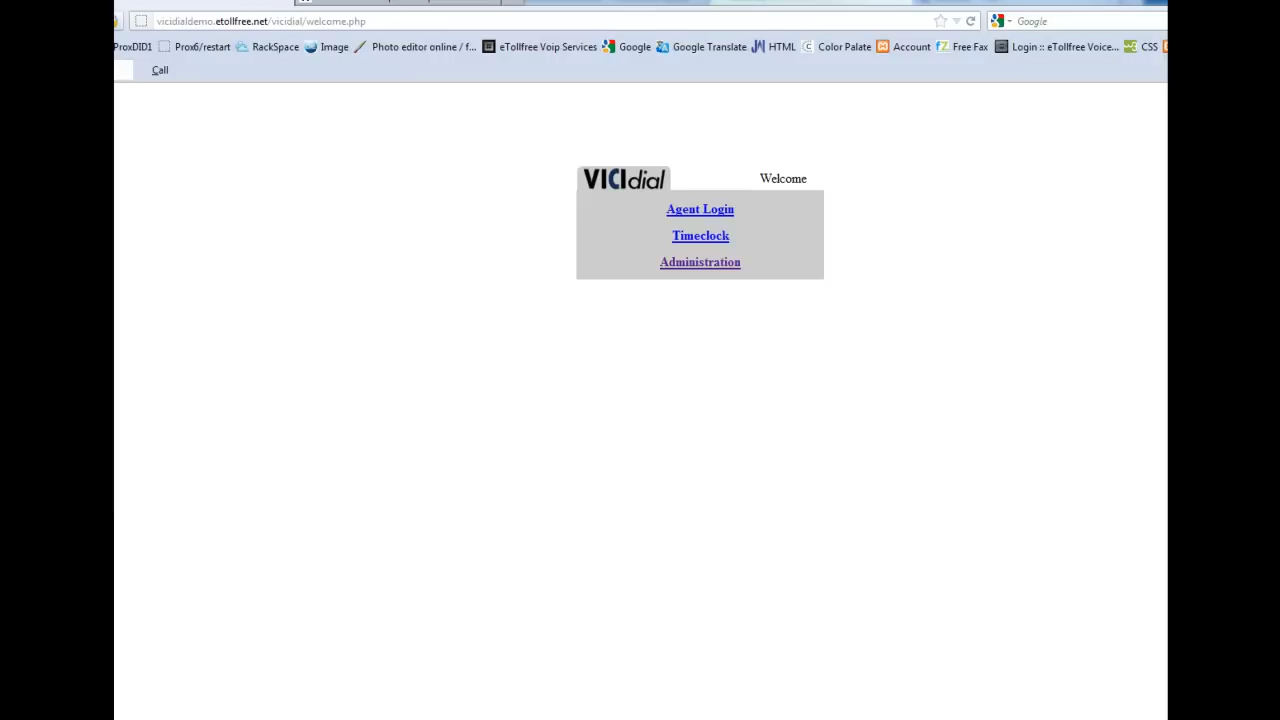 vicidialdemo.etollfree.net/vicidial/welcome.php Google
ProxDID1 Prox6/restart RackSpace Image Photo editor online / f... eTollfree Voip Services Google Google Translate HTML Color Palate Account Free Fax Login :: eTollfree Voice... CSS
Call
VICIdial Welcome
Agent Login
Timeclock
Administration